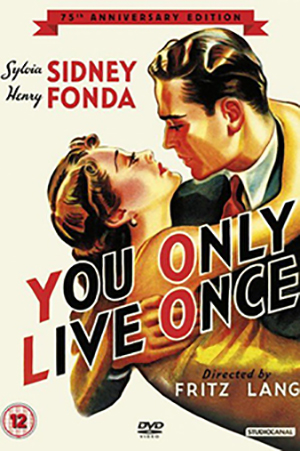 75TH ANNIVERSARY EDITION
Sylvia SIDNEY
Henry FONDA
YOU ONLY
LIVE ONCE
Directed by
FRITZ LANG
12
DVD
VIDEO
STUDIOCANAL